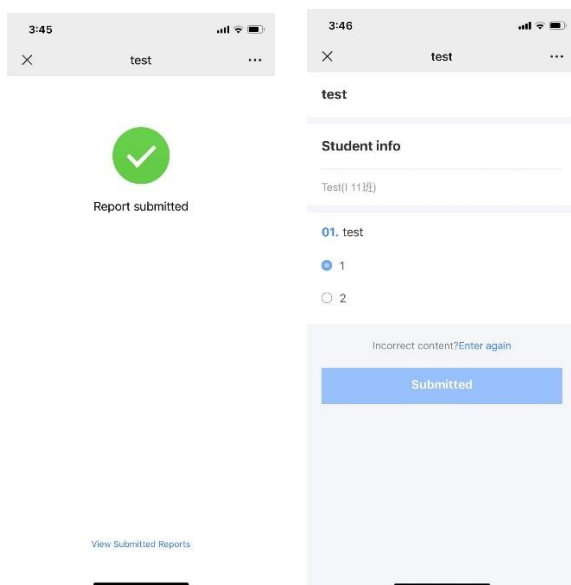 3:45
test
Report submitted
View Submitted Reports
3:46
test
test
Student info
Test(I 11班)
01. test
1
2
Incorrect content?Enter again
Submitted